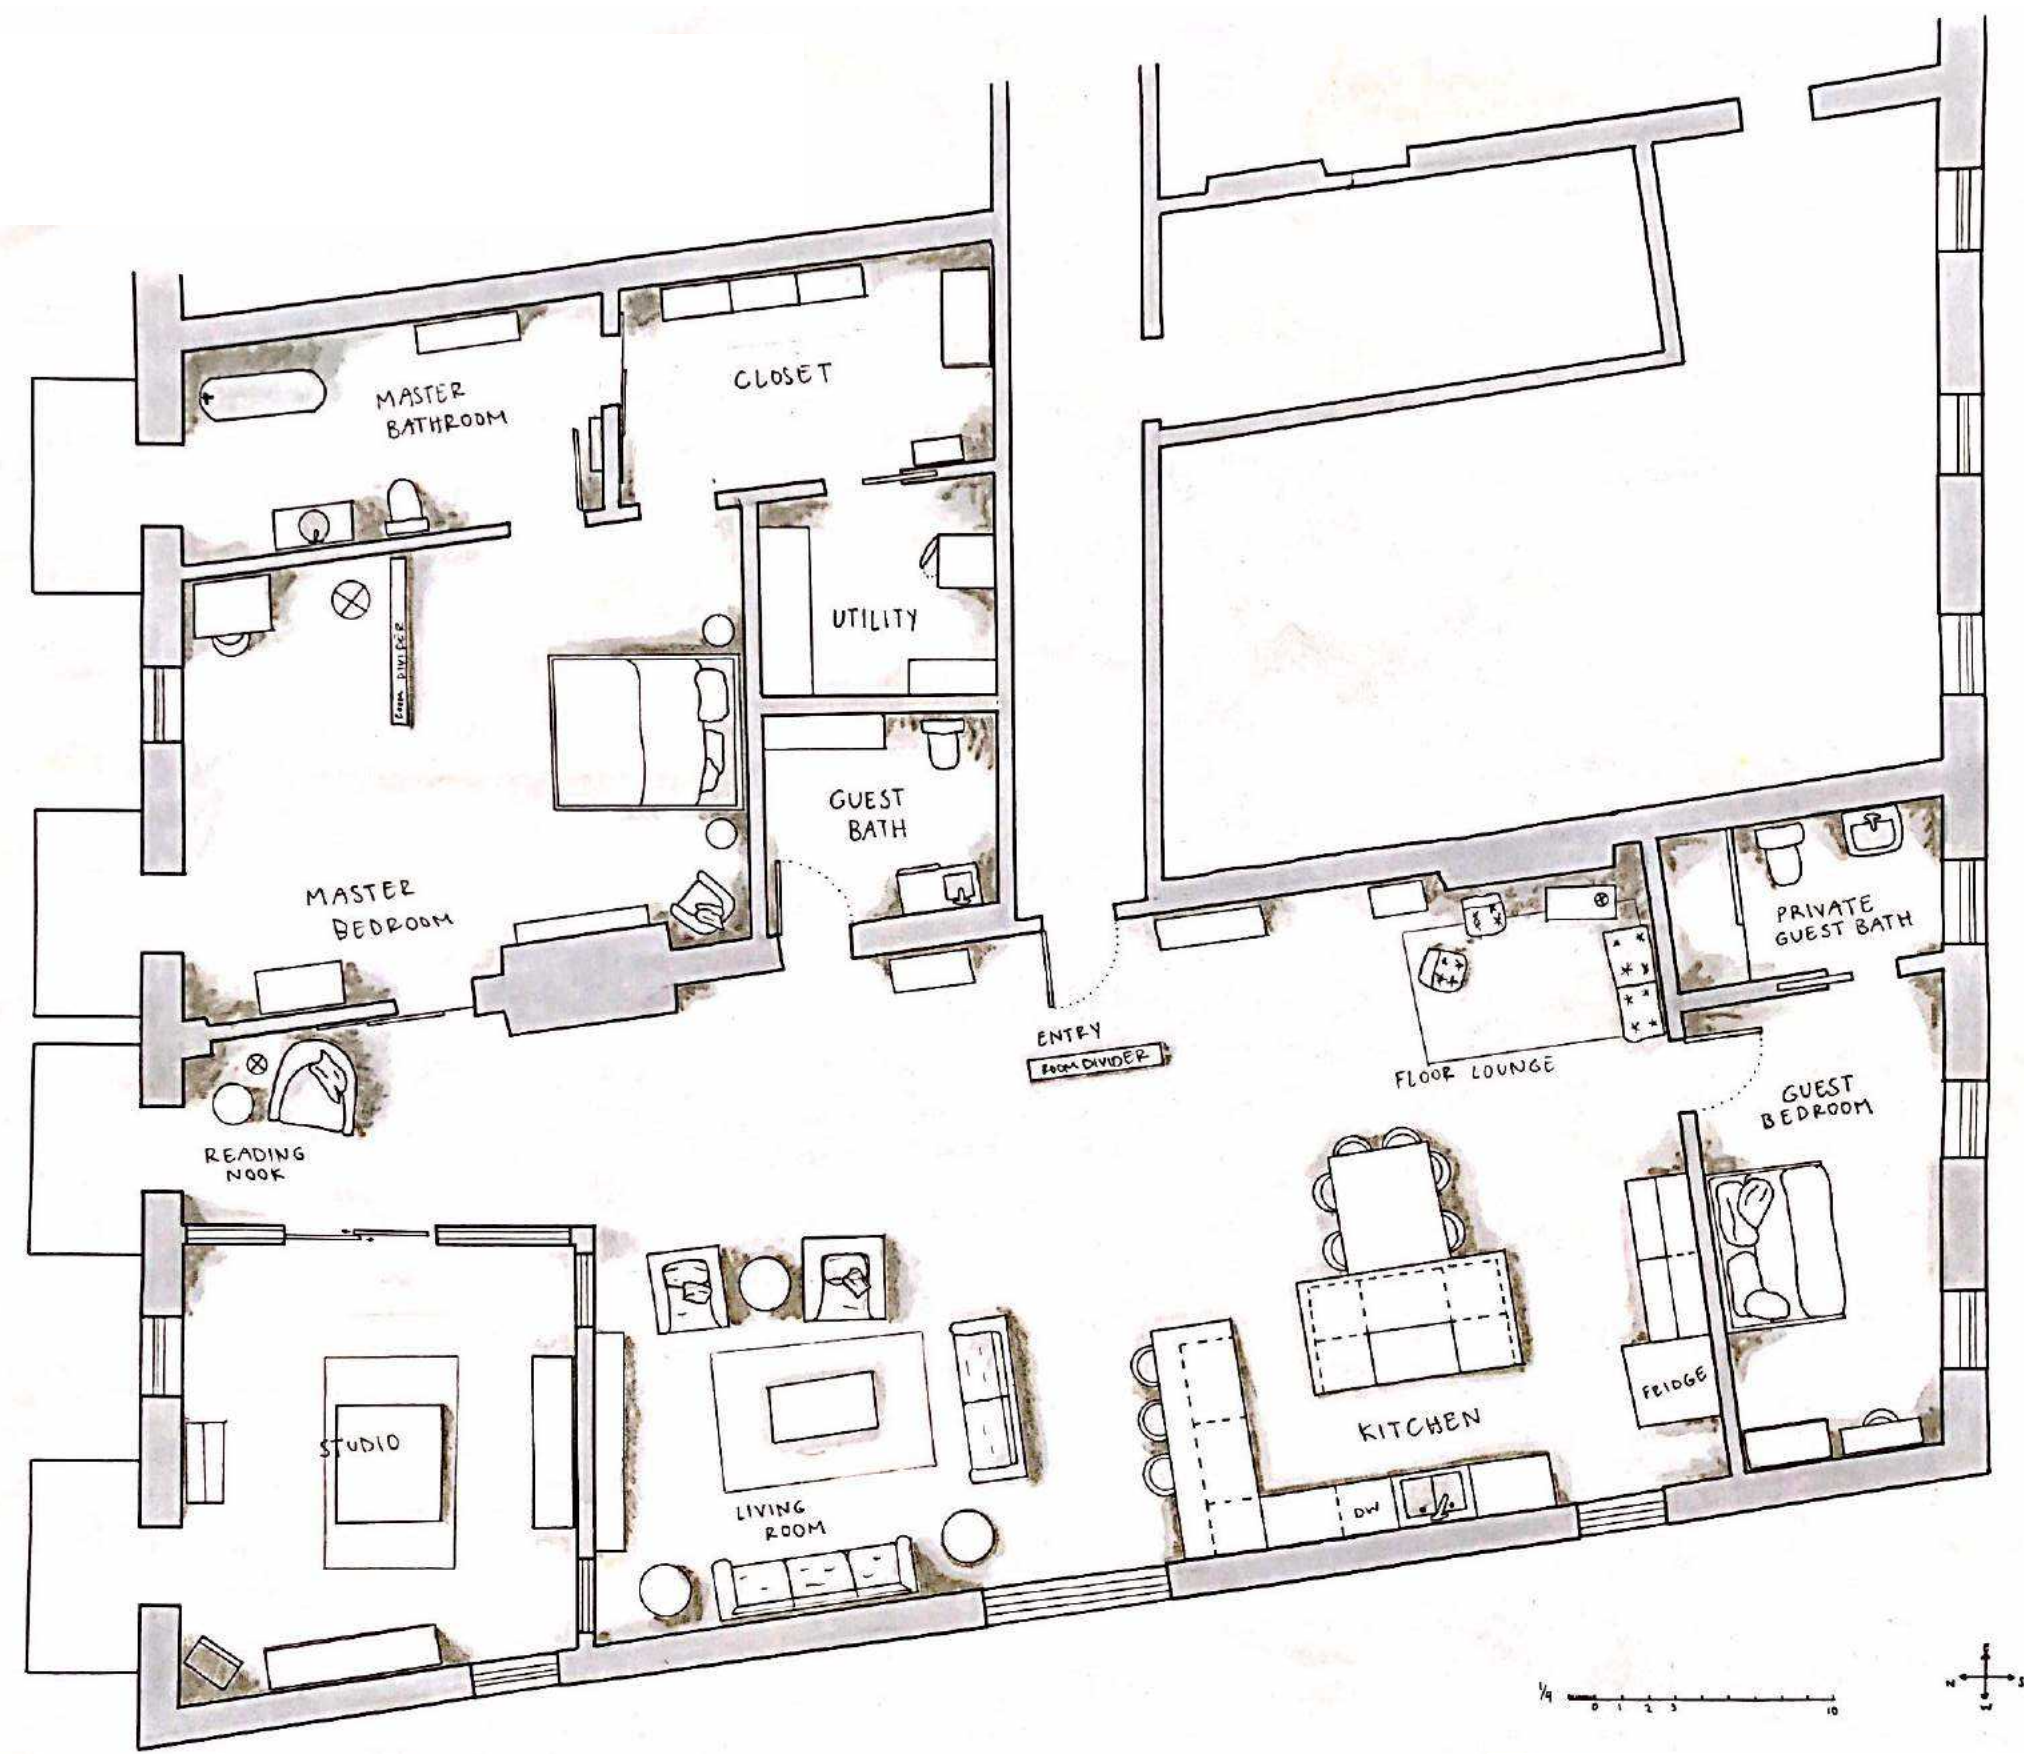 MASTER
BATHROOM
CLOSET
ROOM DIVIDER
UTILITY
GUEST
BATH
MASTER
BEDROOM
PRIVATE
GUEST BATH
ENTRY
ROOM DIVIDER
FLOOR LOUNGE
GUEST
BEDROOM
READING
NOOK
FRIDGE
KITCHEN
STUDIO
LIVING
ROOM
DW
E
N S
W
1/4
0 1 2 3 10